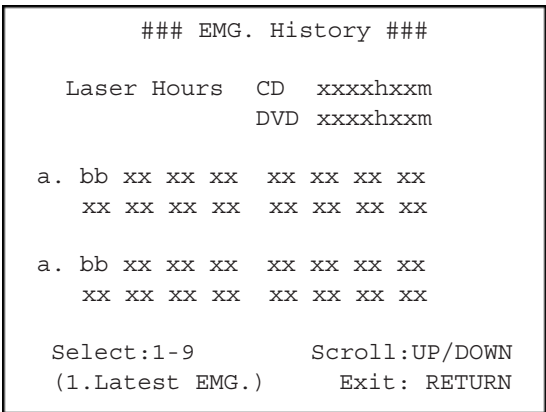 ### EMG. History ###
Laser Hours CD xxxxhxxm
DVD xxxxhxxm
a. bb xx xx xx xx xx xx xx
xx xx xx xx xx xx xx xx
a. bb xx xx xx xx xx xx xx
xx xx xx xx xx xx xx xx
Select:1-9 Scroll:UP/DOWN
(1.Latest EMG.) Exit: RETURN